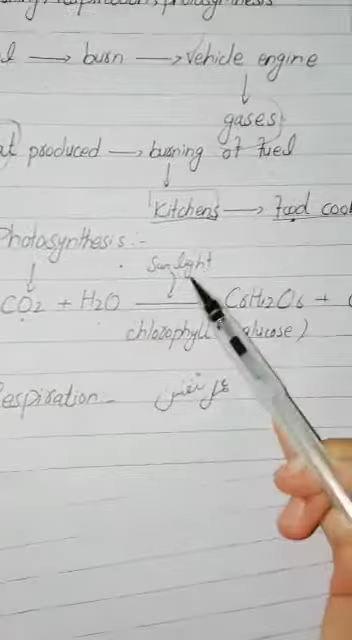 burn → vehicle engine
↓
gases
produced → burning of fuel
↓
Kitchens → Food
Photosynthesis :-
↓ Sunlight
CO2 + H2O → C6H12O6 +
chlorophyll glucose)
Respiration - عمل تنفس